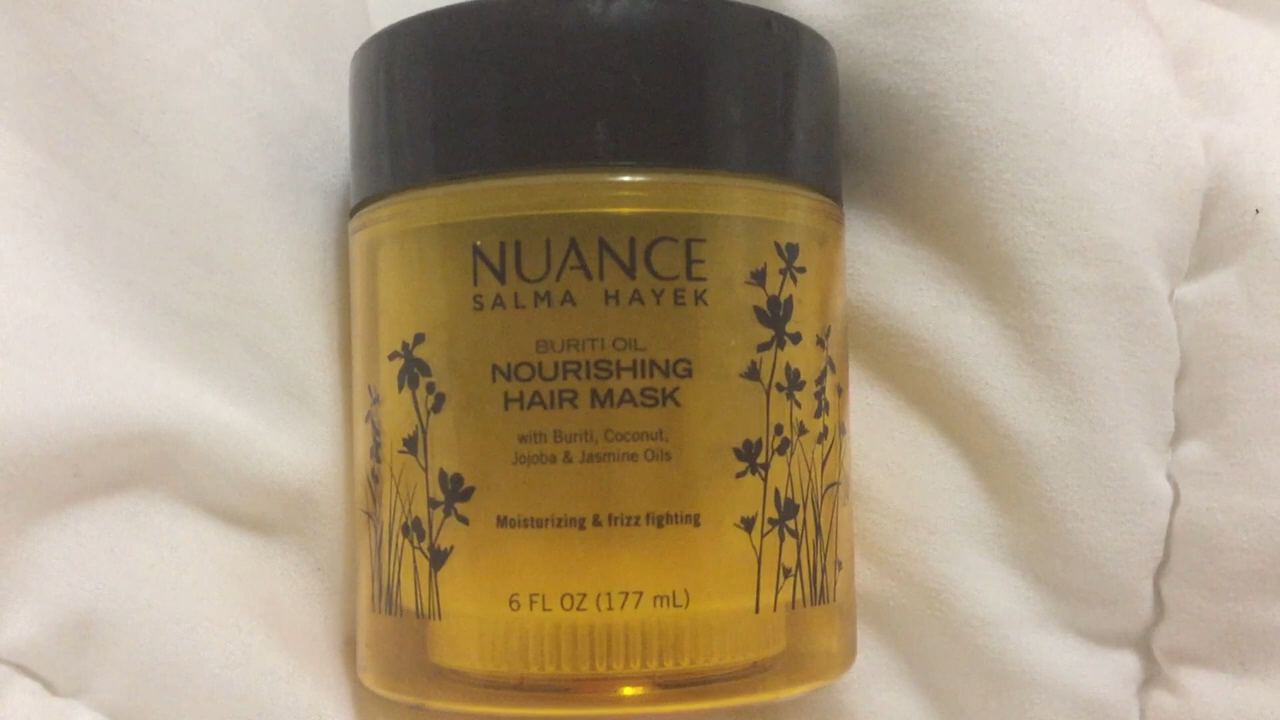 NUANCE
SALMA HAYEK
BURITI OIL
NOURISHING
HAIR MASK
with Buriti, Coconut,
Jojoba & Jasmine Oils
Moisturizing & frizz fighting
6 FL OZ (177 mL)